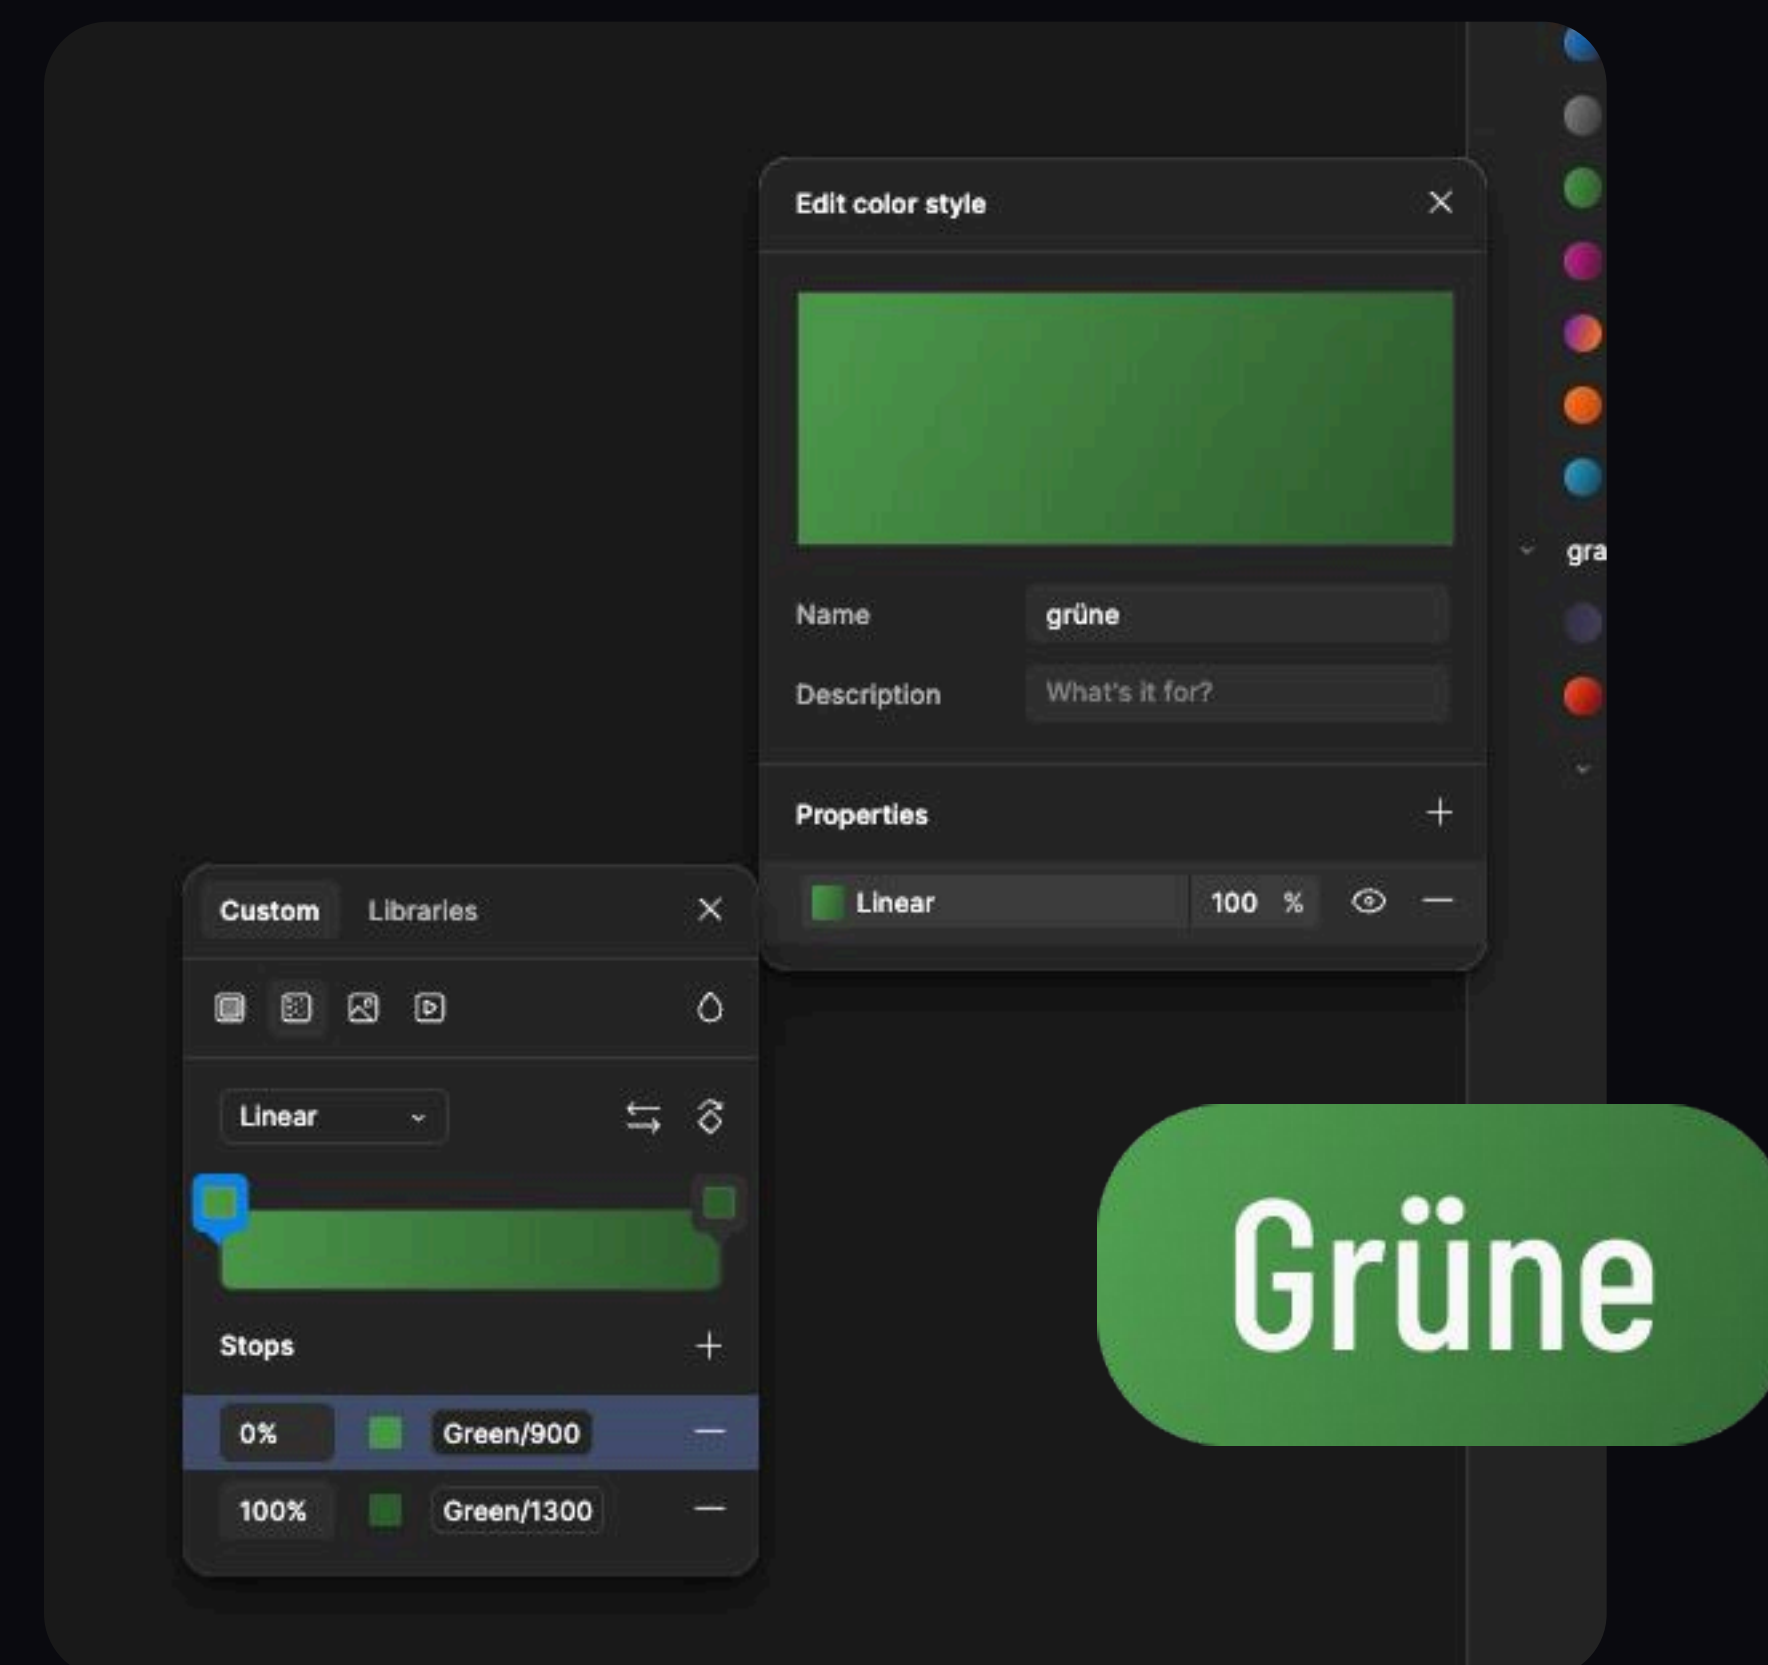 Edit color style
gra
Name
grüne
Description
What's it for?
Properties
Linear
100 %
Custom
Libraries
Linear
Stops
0%
Green/900
100%
Green/1300
Grüne